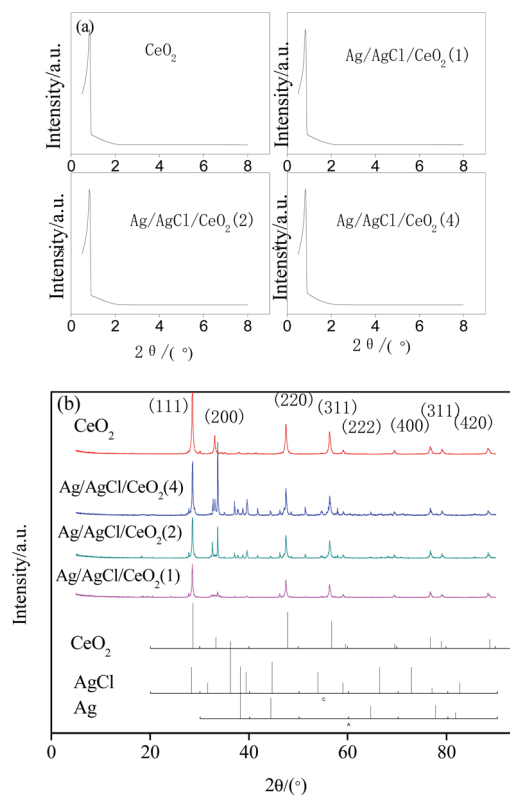 (a)
CeO₂
Intensity/a.u.
0 2 4 6 8
Ag/AgCl/CeO₂(1)
Intensity/a.u.
0 2 4 6 8
Ag/AgCl/CeO₂(2)
Intensity/a.u.
0 2 4 6 8
2θ/(°)
Ag/AgCl/CeO₂(4)
Intensity/a.u.
0 2 4 6 8
2θ/(°)
(b)
(111) (200) (220) (311) (222) (400) (311) (420)
CeO₂
Ag/AgCl/CeO₂(4)
Ag/AgCl/CeO₂(2)
Ag/AgCl/CeO₂(1)
CeO₂
AgCl
C
Ag
A
Intensity/a.u.
0 20 40 60 80
2θ/(°)